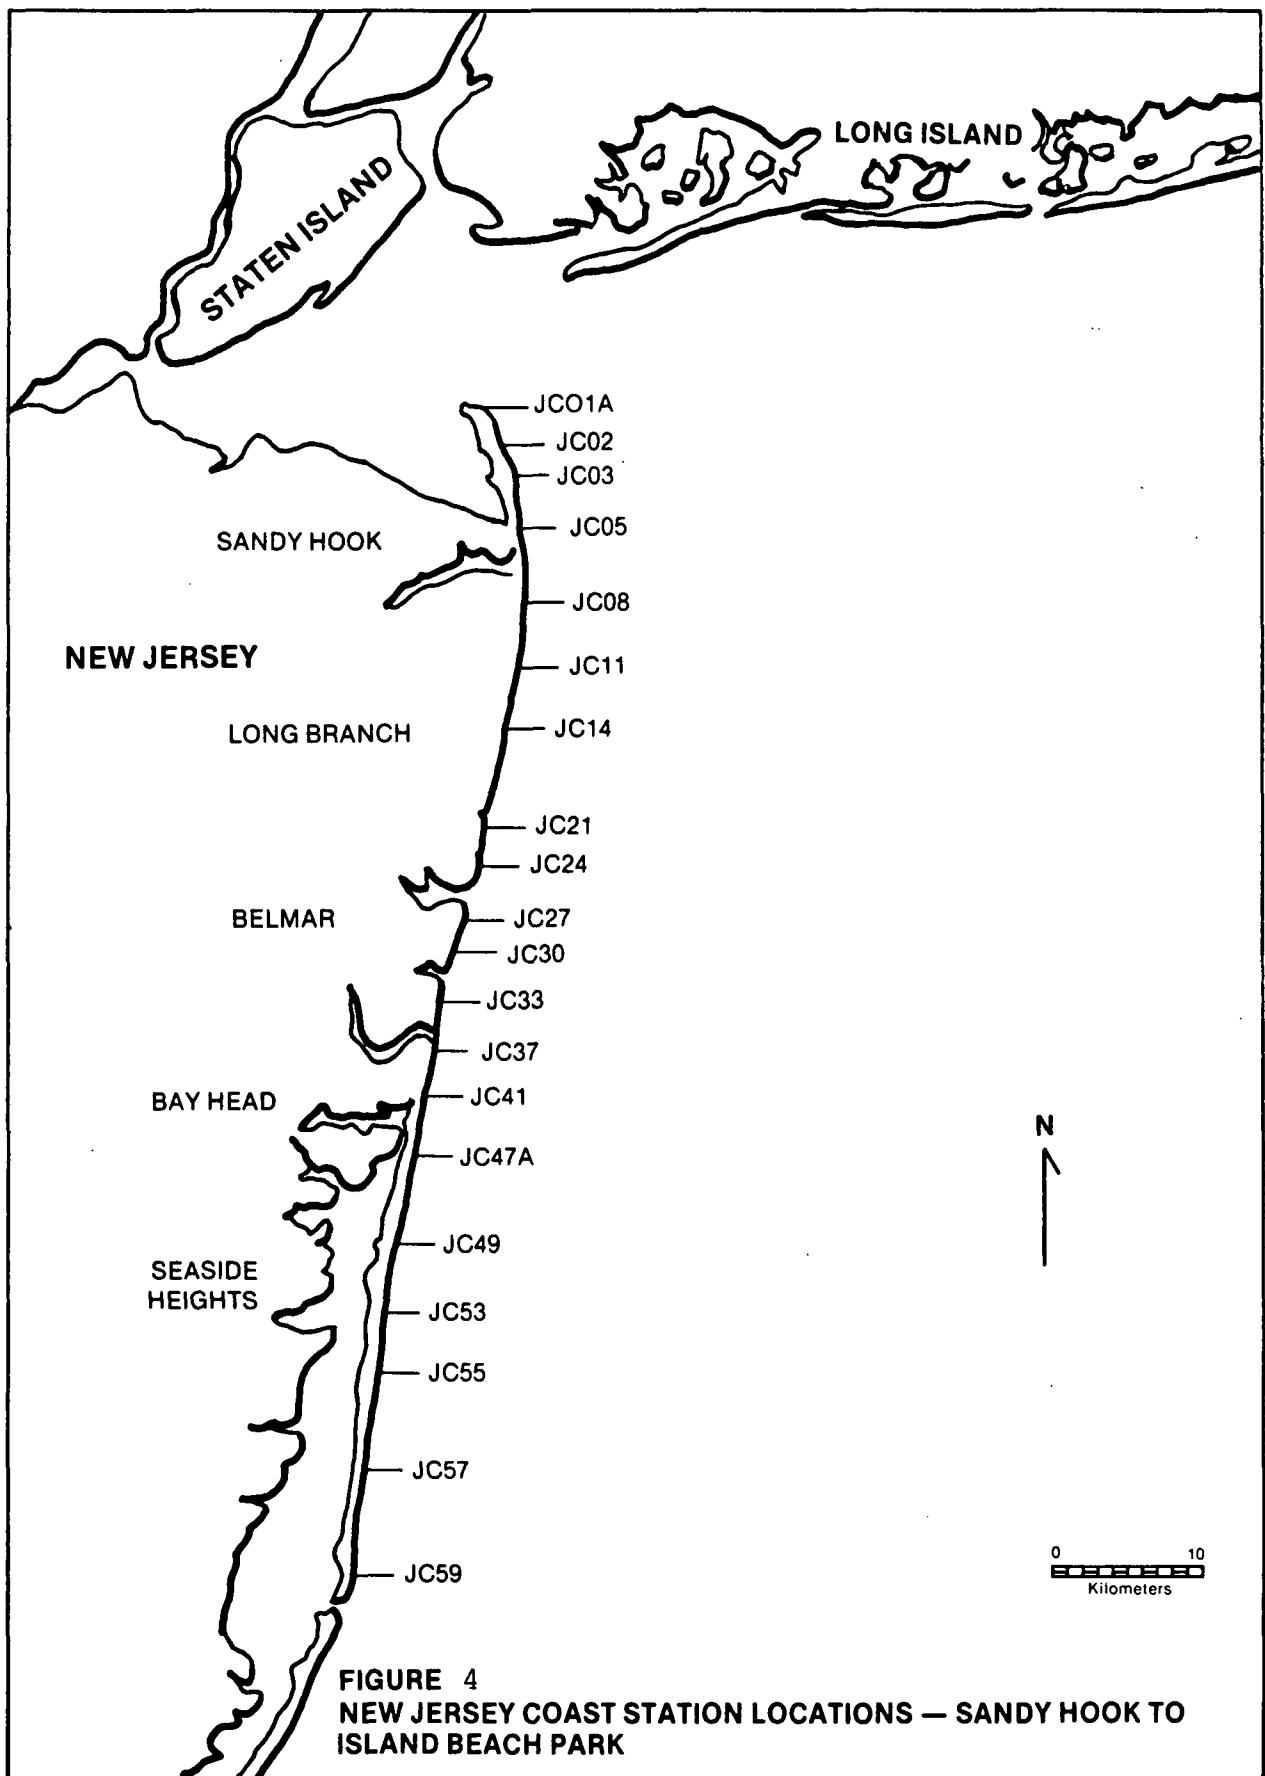 LONG ISLAND
STATEN ISLAND
JCO1A
JC02
JC03
JC05
SANDY HOOK
JC08
NEW JERSEY
JC11
JC14
LONG BRANCH
JC21
JC24
BELMAR
JC27
JC30
JC33
JC37
BAY HEAD
JC41
N
JC47A
JC49
SEASIDE
HEIGHTS
JC53
JC55
JC57
0 10
Kilometers
JC59
FIGURE 4
NEW JERSEY COAST STATION LOCATIONS — SANDY HOOK TO
ISLAND BEACH PARK